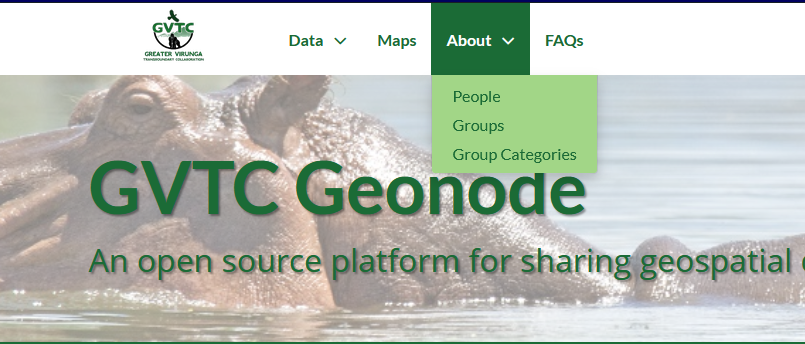 GVTC
GREATER VIRUNGA
TRANSBOUNDARY COLLABORATION
Data
Maps
About
FAQs
People
Groups
Group Categories
GVTC Geonode
An open source platform for sharing geospatial